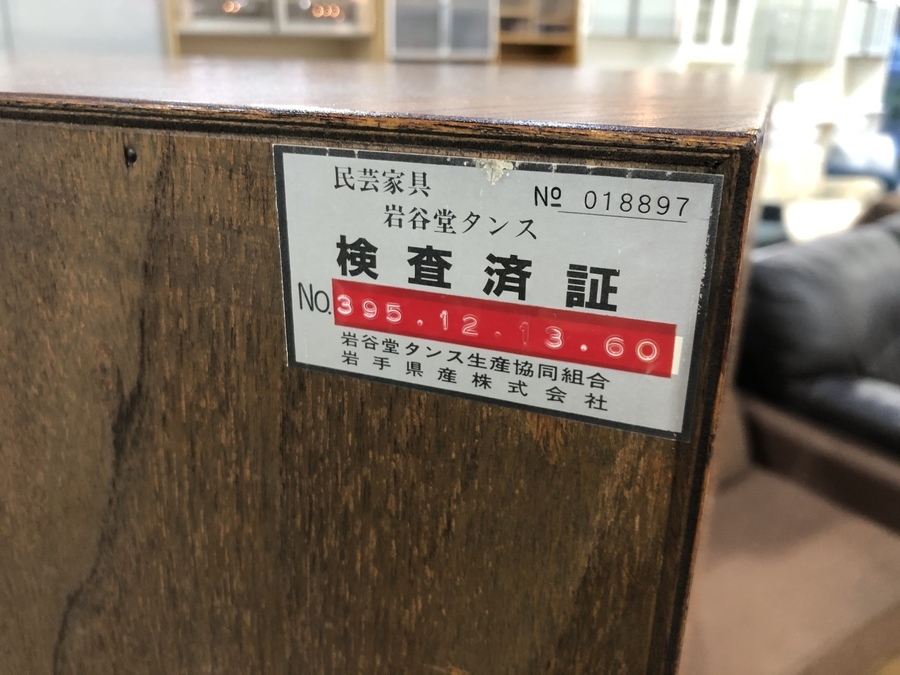 民芸家具
No 018897
岩谷堂タンス
検査済証
NO. 395.12.13.60
岩谷堂タンス生産協同組合
岩手県産株式会社